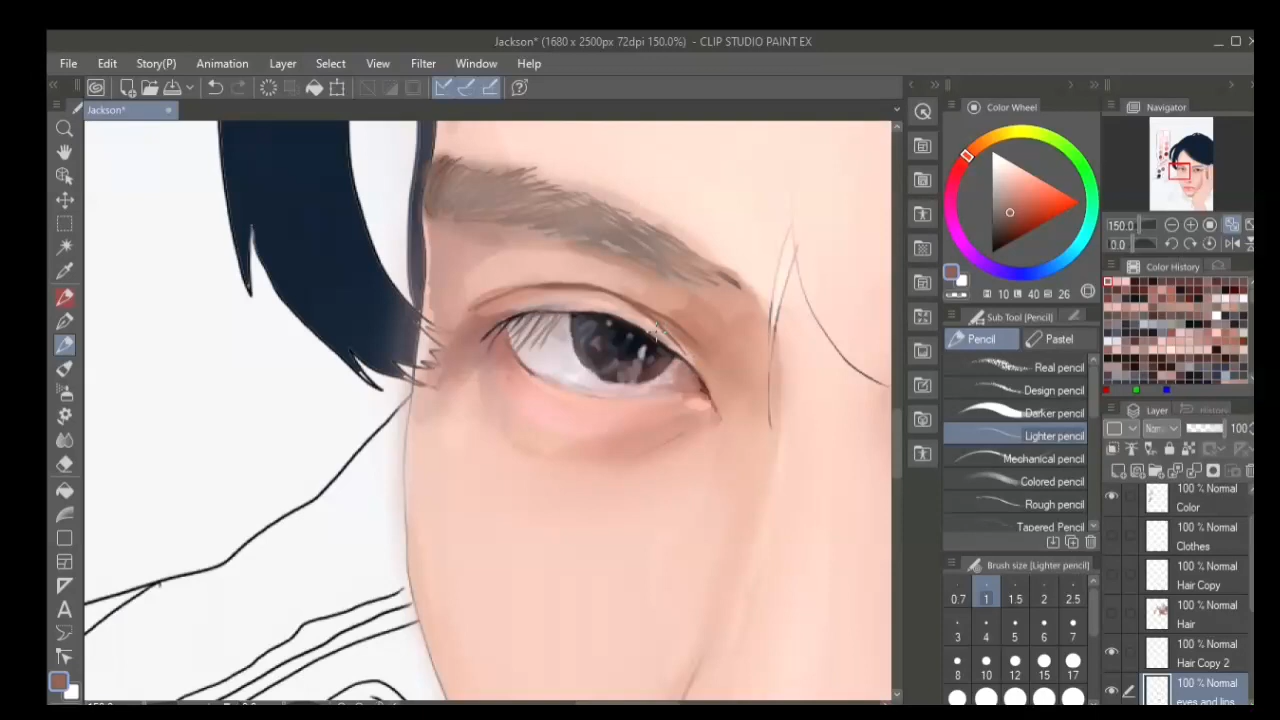 Jackson* (1680 x 2500px 72dpi 150.0%) - CLIP STUDIO PAINT EX
File Edit Story(P) Animation Layer Select View Filter Window Help
Jackson*
Color Wheel
10 L 40 26
Sub Tool [Pencil]
Pencil Pastel
Real pencil
Design pencil
Darker pencil
Lighter pencil
Mechanical pencil
Colored pencil
Rough pencil
Tapered Pencil
Brush size [Lighter pencil]
0.7 1 1.5 2 2.5
3 4 5 6 7
8 10 12 15 17
Navigator
150.0
0.0
Color History
Layer History
100
100 % Normal
Color
100 % Normal
Clothes
100 % Normal
Hair Copy
100 % Normal
Hair
100 % Normal
Hair Copy 2
100 % Normal
eyes and lips